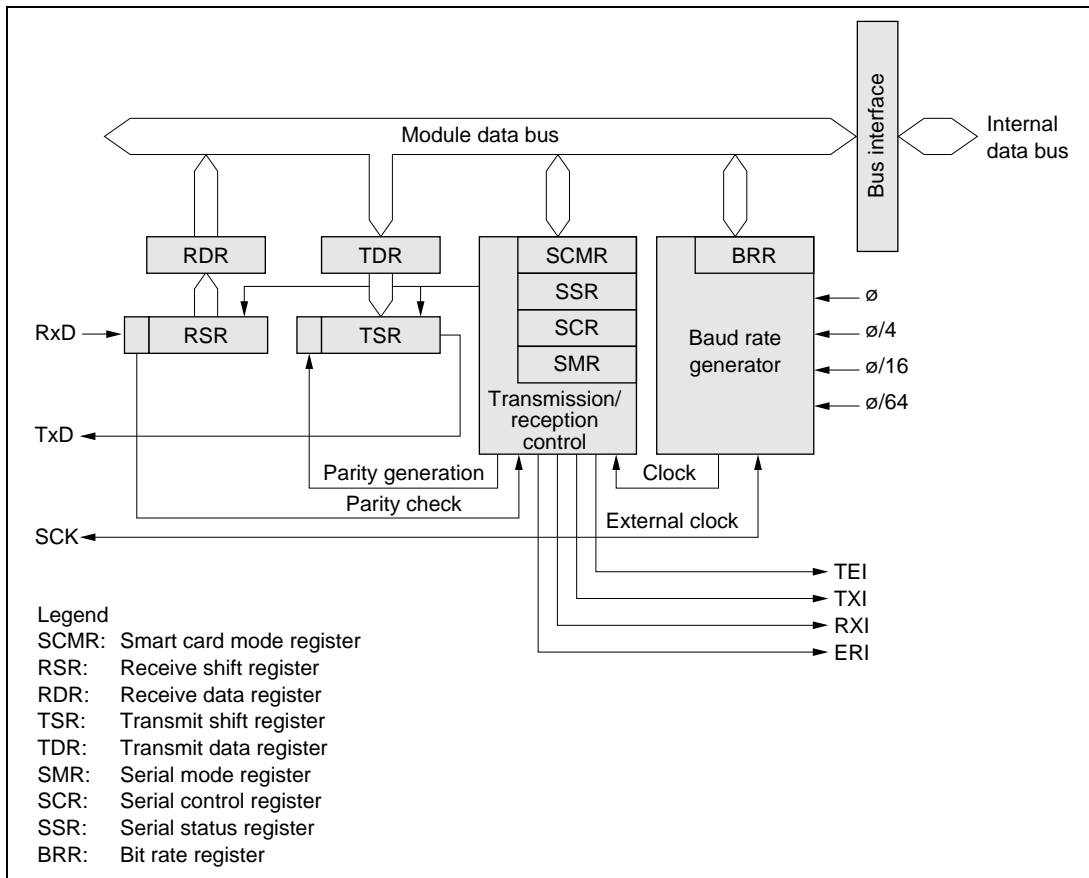 Bus interface
Module data bus
Internal
data bus
RDR
TDR
SCMR
BRR
SSR
SCR
SMR
RxD
RSR
TSR
Transmission/
reception
control
Baud rate
generator
ø
ø/4
ø/16
ø/64
TxD
Parity generation
Clock
Parity check
External clock
SCK
TEI
TXI
RXI
ERI
Legend
SCMR: Smart card mode register
RSR: Receive shift register
RDR: Receive data register
TSR: Transmit shift register
TDR: Transmit data register
SMR: Serial mode register
SCR: Serial control register
SSR: Serial status register
BRR: Bit rate register